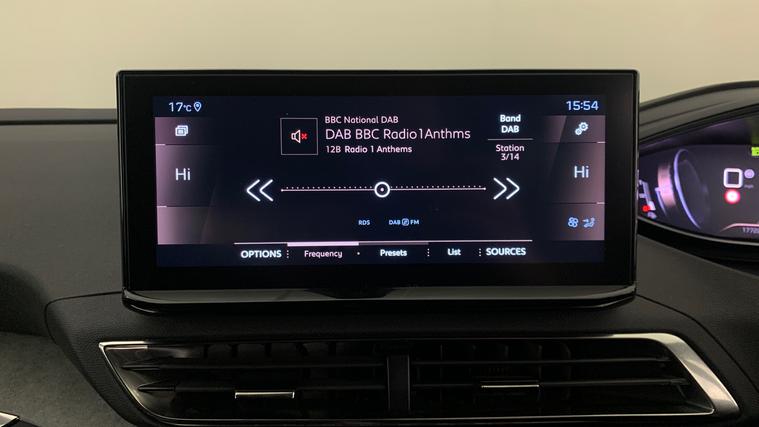 17°C
15:54
BBC National DAB
DAB BBC Radio1Anthms
12B Radio 1 Anthems
Band
DAB
Station
3/14
Hi
Hi
RDS
DAB FM
OPTIONS
Frequency
Presets
List
SOURCES